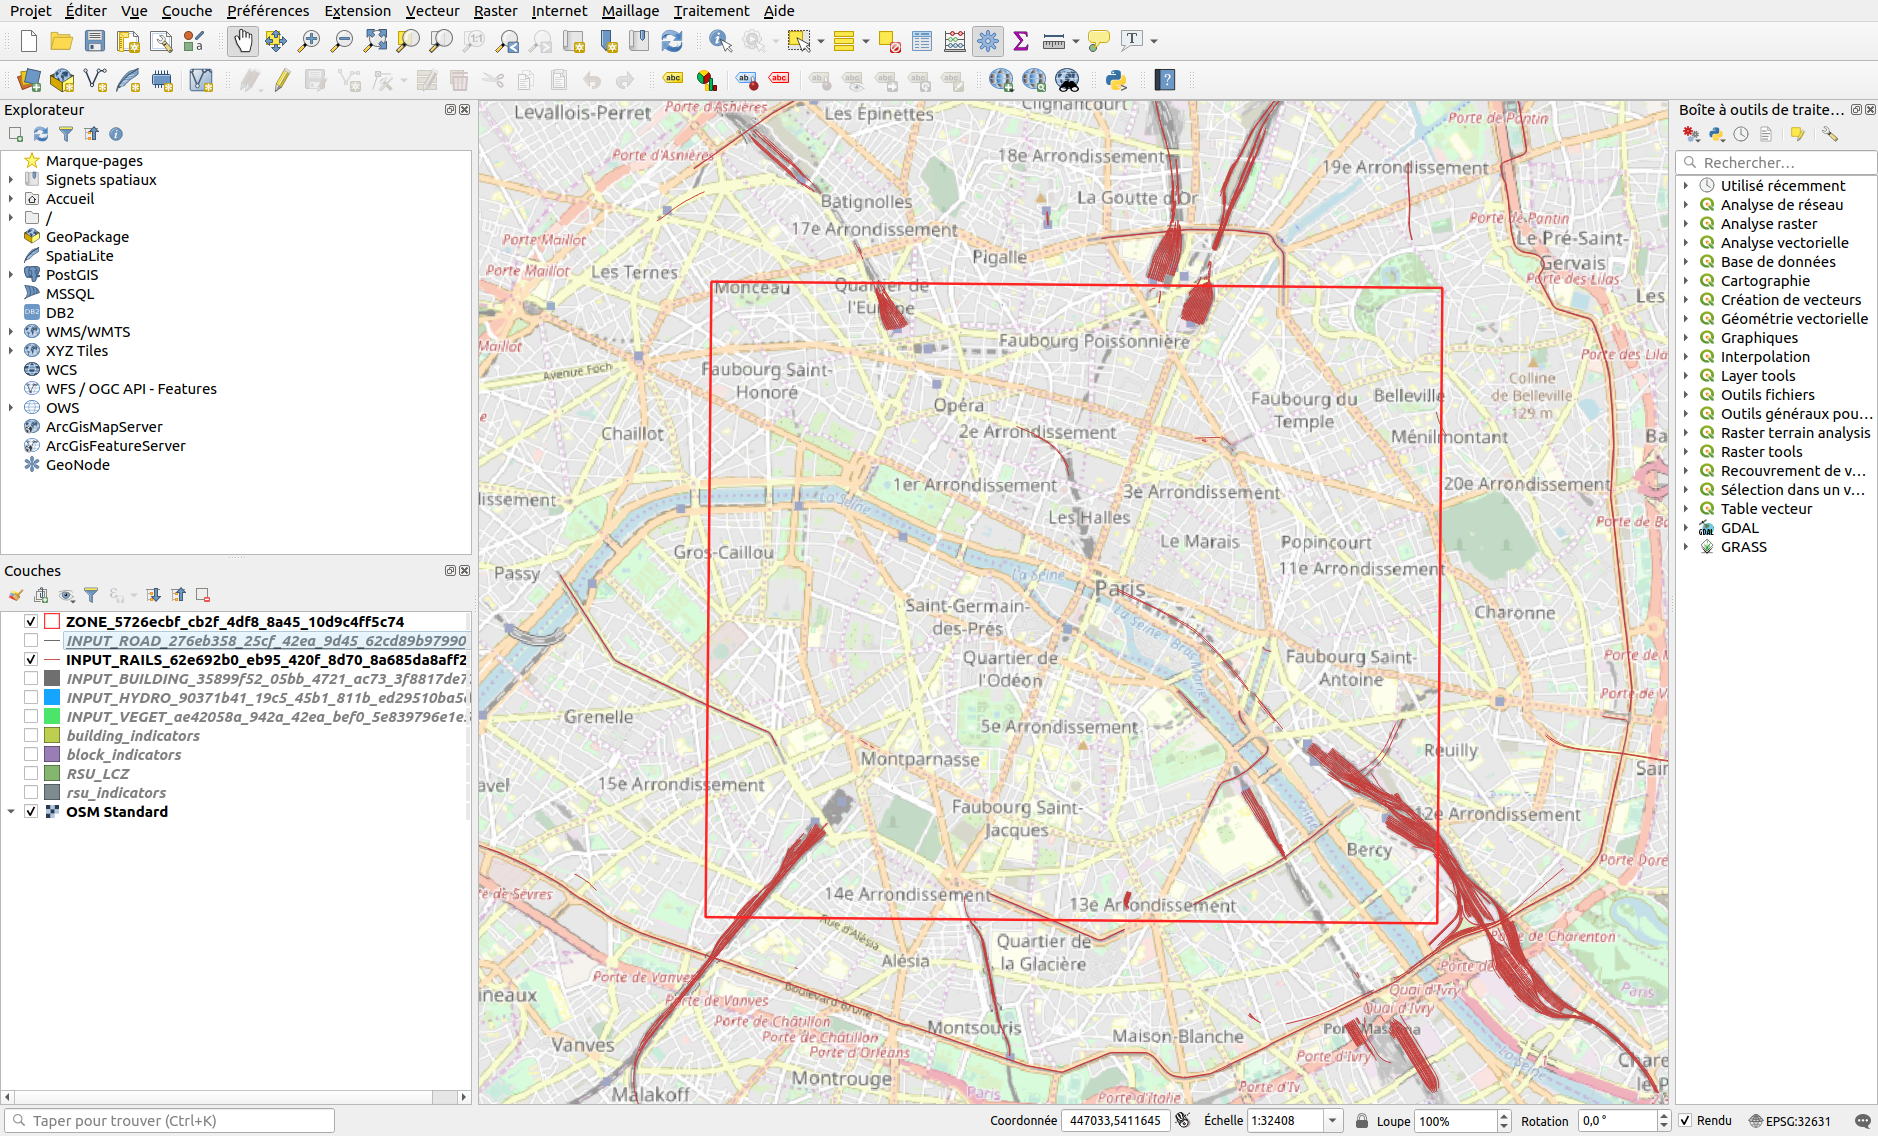 Projet Éditer Vue Couche Préférences Extension Vecteur Raster Internet Maillage Traitement Aide
Explorateur
Marque-pages
Signets spatiaux
Accueil
/
GeoPackage
SpatiaLite
PostGIS
MSSQL
DB2
WMS/WMTS
XYZ Tiles
WCS
WFS / OGC API - Features
OWS
ArcGisMapServer
ArcGisFeatureServer
GeoNode
Couches
ZONE_5726ecbf_cb2f_4df8_8a45_10d9c4ff5c74
INPUT_ROAD_276eb358_25cf_42ea_9d45_62cd89b97990
INPUT_RAILS_62e692b0_eb95_420f_8d70_8a685da8aff2
INPUT_BUILDING_35899f52_05bb_4721_ac73_3f8817de7
INPUT_HYDRO_90371b41_19c5_45b1_811b_ed29510ba5
INPUT_VEGET_ae42058a_942a_42ea_bef0_5e839796e1e
building_indicators
block_indicators
RSU_LCZ
rsu_indicators
OSM Standard
Levallois-Perret
Porte d'Asnières
Les Épinettes
Clignancourt
Porte de Pantin
Porte d'Asnières
18e Arrondissement
19e Arrondissement
Batignolles
La Goutte d'Or
17e Arrondissement
Porte de Pantin
Porte Maillot
Pigalle
Le Pré-Saint-
Gervais
Porte Maillot
Les Ternes
Porte des Lilas
Monceau
Quartier de
l'Europe
Les
Maillot
Faubourg Poissonnière
Porte des Lila
Avenue Foch
Faubourg Saint-
Honoré
Colline
de Belleville
129 m
Opéra
Faubourg du
Temple
Belleville
Chaillot
2e Arrondissement
Ménilmontant
Ba
lissement
1er Arrondissement
3e Arrondissement
20e Arrondissement
La Seine
Les Halles
Porte de Ba
Gros-Caillou
Le Marais
Popincourt
11e Arrondissement
Passy
La Seine
Paris
Saint-Germain-
des-Prés
Charonne
Quartier de
l'Odéon
Faubourg Saint-
Antoine
Porte de M
Porte de V
Grenelle
5e Arrondissement
Montparnasse
Reuilly
Sain
avel
15e Arrondissement
Faubourg Saint-
Jacques
12e Arrondissement
Bercy
Porte Dore
te de Sèvres
14e Arrondissement
13e Arrondissement
Rue d'Alésia
Quartier de
la Glacière
Porte de Charenton
Alésia
Porte de Vanves
Porte de
ineaux
Porte de Vanves
Boulevard Brune
Quai d'Ivry
Paris
Porte de Châtillon
Montsouris
Quai d'Ivry
Porte de Châtillon
Maison-Blanche
Port Masséna
Vanves
Porte d'Orléans
Porte d'Ivry
Chare
Montrouge
Porte d'Iv
le P
Malakoff
Paris
Porte d'Italie
Boîte à outils de traite...
Rechercher...
Utilisé récemment
Analyse de réseau
Analyse raster
Analyse vectorielle
Base de données
Cartographie
Création de vecteurs
Géométrie vectorielle
Graphiques
Interpolation
Layer tools
Outils fichiers
Outils généraux pou...
Raster terrain analysis
Raster tools
Recouvrement de v...
Sélection dans un v...
Table vecteur
GDAL
GRASS
Taper pour trouver (Ctrl+K)
Coordonnée 447033,5411645 Échelle 1:32408 Loupe 100% Rotation 0,0 ° Rendu EPSG:32631